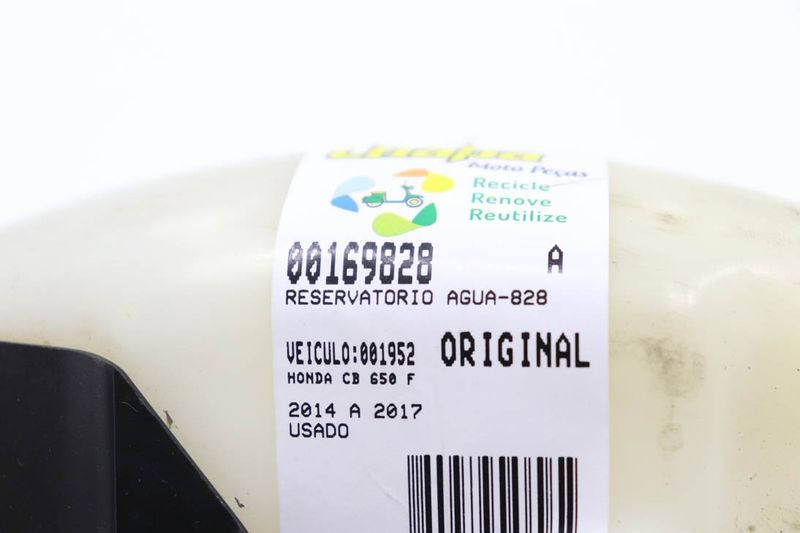 Moto Peças
Recicle
Renove
Reutilize
00169828 A
RESERVATORIO AGUA-828
VEICULO:001952 ORIGINAL
HONDA CB 650 F
2014 A 2017
USADO